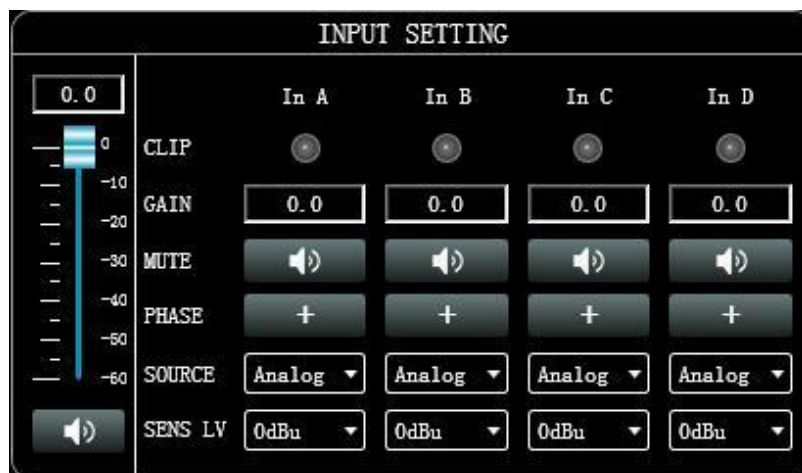 INPUT SETTING
0.0
In A In B In C In D
0
-10
-20
-30
-40
-50
-60
CLIP
GAIN 0.0 0.0 0.0 0.0
MUTE
PHASE + + + +
SOURCE Analog Analog Analog Analog
SENS LV 0dBu 0dBu 0dBu 0dBu